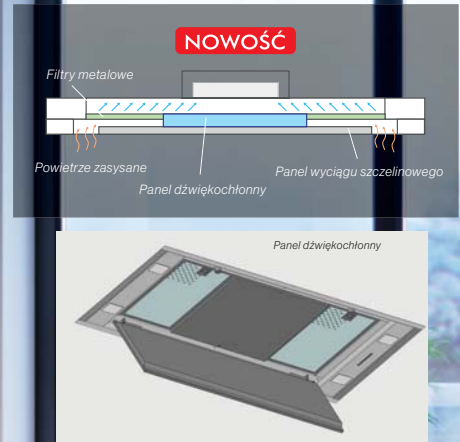 NOWOŚĆ
Filtry metalowe
Powietrze zasysane
Panel wyciągu szczelinowego
Panel dźwiękochłonny
Panel dźwiękochłonny